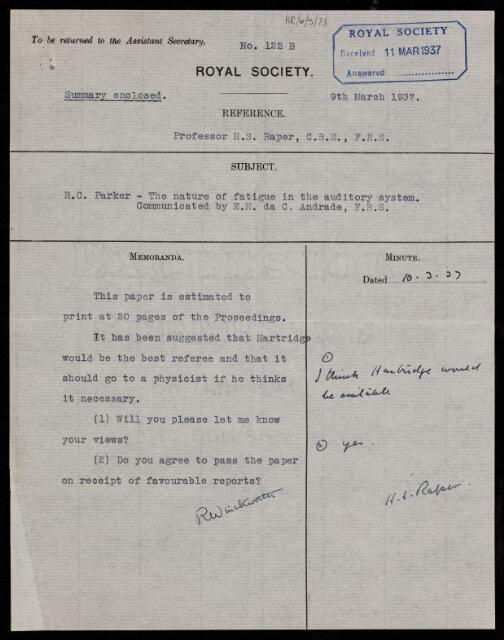 RR/W/3/73
To be returned to the Assistant Secretary.
No. 122 B
ROYAL SOCIETY
Received 11 MAR 1937
Answered
ROYAL SOCIETY.
Summary enclosed.
9th March 1937.
REFERENCE.
Professor H.S. Raper, C.B.E., F.R.S.
SUBJECT.
R.C. Parker - The nature of fatigue in the auditory system.
Communicated by E.N. da C. Andrade, F.R.S.
MEMORANDA.
This paper is estimated to
print at 20 pages of the Proceedings.
It has been suggested that Hartridge
would be the best referee and that it
should go to a physicist if he thinks
it necessary.
(1) Will you please let me know
your views?
(2) Do you agree to pass the paper
on receipt of favourable reports?
RWinckworth
MINUTE.
Dated 10.3.37
(1)
I think Hartridge would
be suitable
(2) yes.
H.S. Raper.